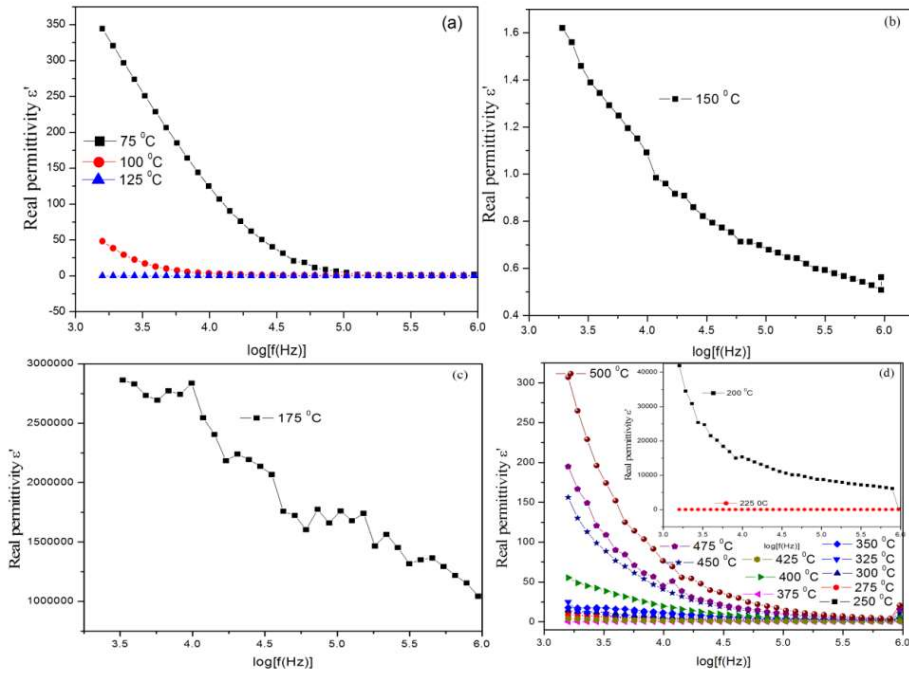 (a)
Real permittivity ε'
350
300
250
200
150
100
50
0
-50
75 ⁰C
100 ⁰C
125 ⁰C
3.0 3.5 4.0 4.5 5.0 5.5 6.0
log[f(Hz)]
(b)
Real permittivity ε'
1.6
1.4
1.2
1.0
0.8
0.6
0.4
150 ⁰C
3.0 3.5 4.0 4.5 5.0 5.5 6.0
log[f(Hz)]
(c)
Real permittivity ε'
3000000
2500000
2000000
1500000
1000000
175 ⁰C
3.5 4.0 4.5 5.0 5.5 6.0
log[f(Hz)]
(d)
Real permittivity ε'
300
250
200
150
100
50
0
500 ⁰C
Real permittivity ε'
40000
30000
20000
10000
0
200 ⁰C
225 0C
3.0 3.5 4.0 4.5 5.0 5.5 6.0
log[f(Hz)]
475 ⁰C
450 ⁰C
425 ⁰C
400 ⁰C
375 ⁰C
350 ⁰C
325 ⁰C
300 ⁰C
275 ⁰C
250 ⁰C
3.0 3.5 4.0 4.5 5.0 5.5 6.0
log[f(Hz)]